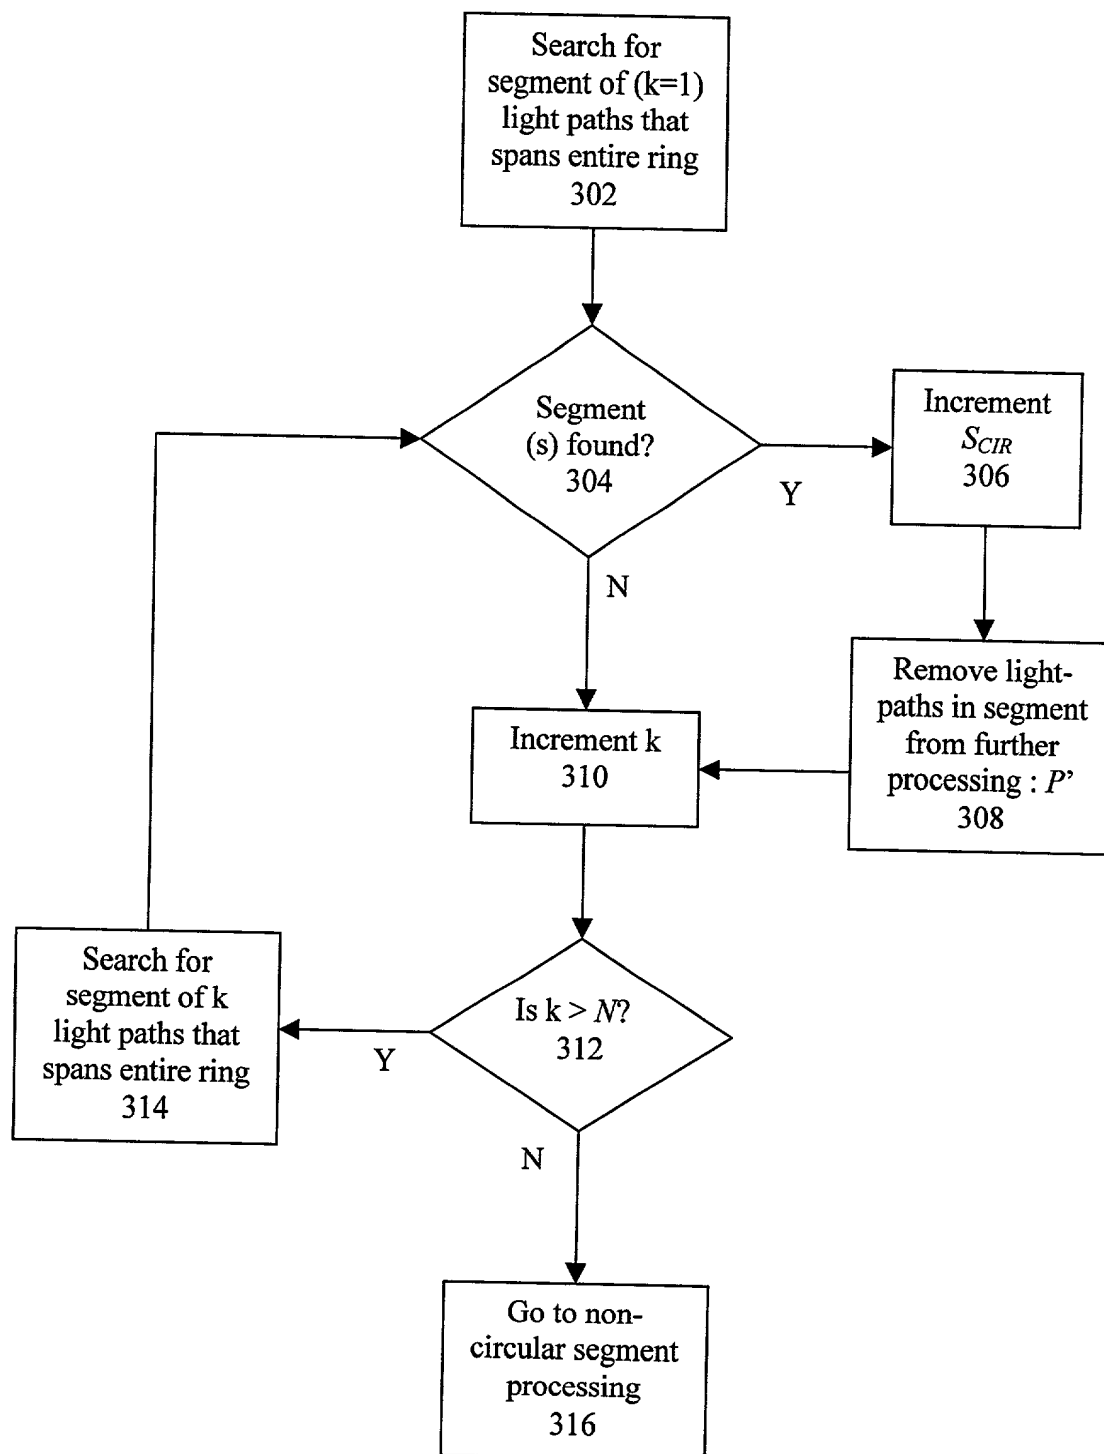 Search for
segment of (k=1)
light paths that
spans entire ring
302
Segment
(s) found?
304
Y
Increment
S_CIR
306
N
Remove light-
paths in segment
from further
processing : P’
308
Increment k
310
Is k > N?
312
Y
Search for
segment of k
light paths that
spans entire ring
314
N
Go to non-
circular segment
processing
316